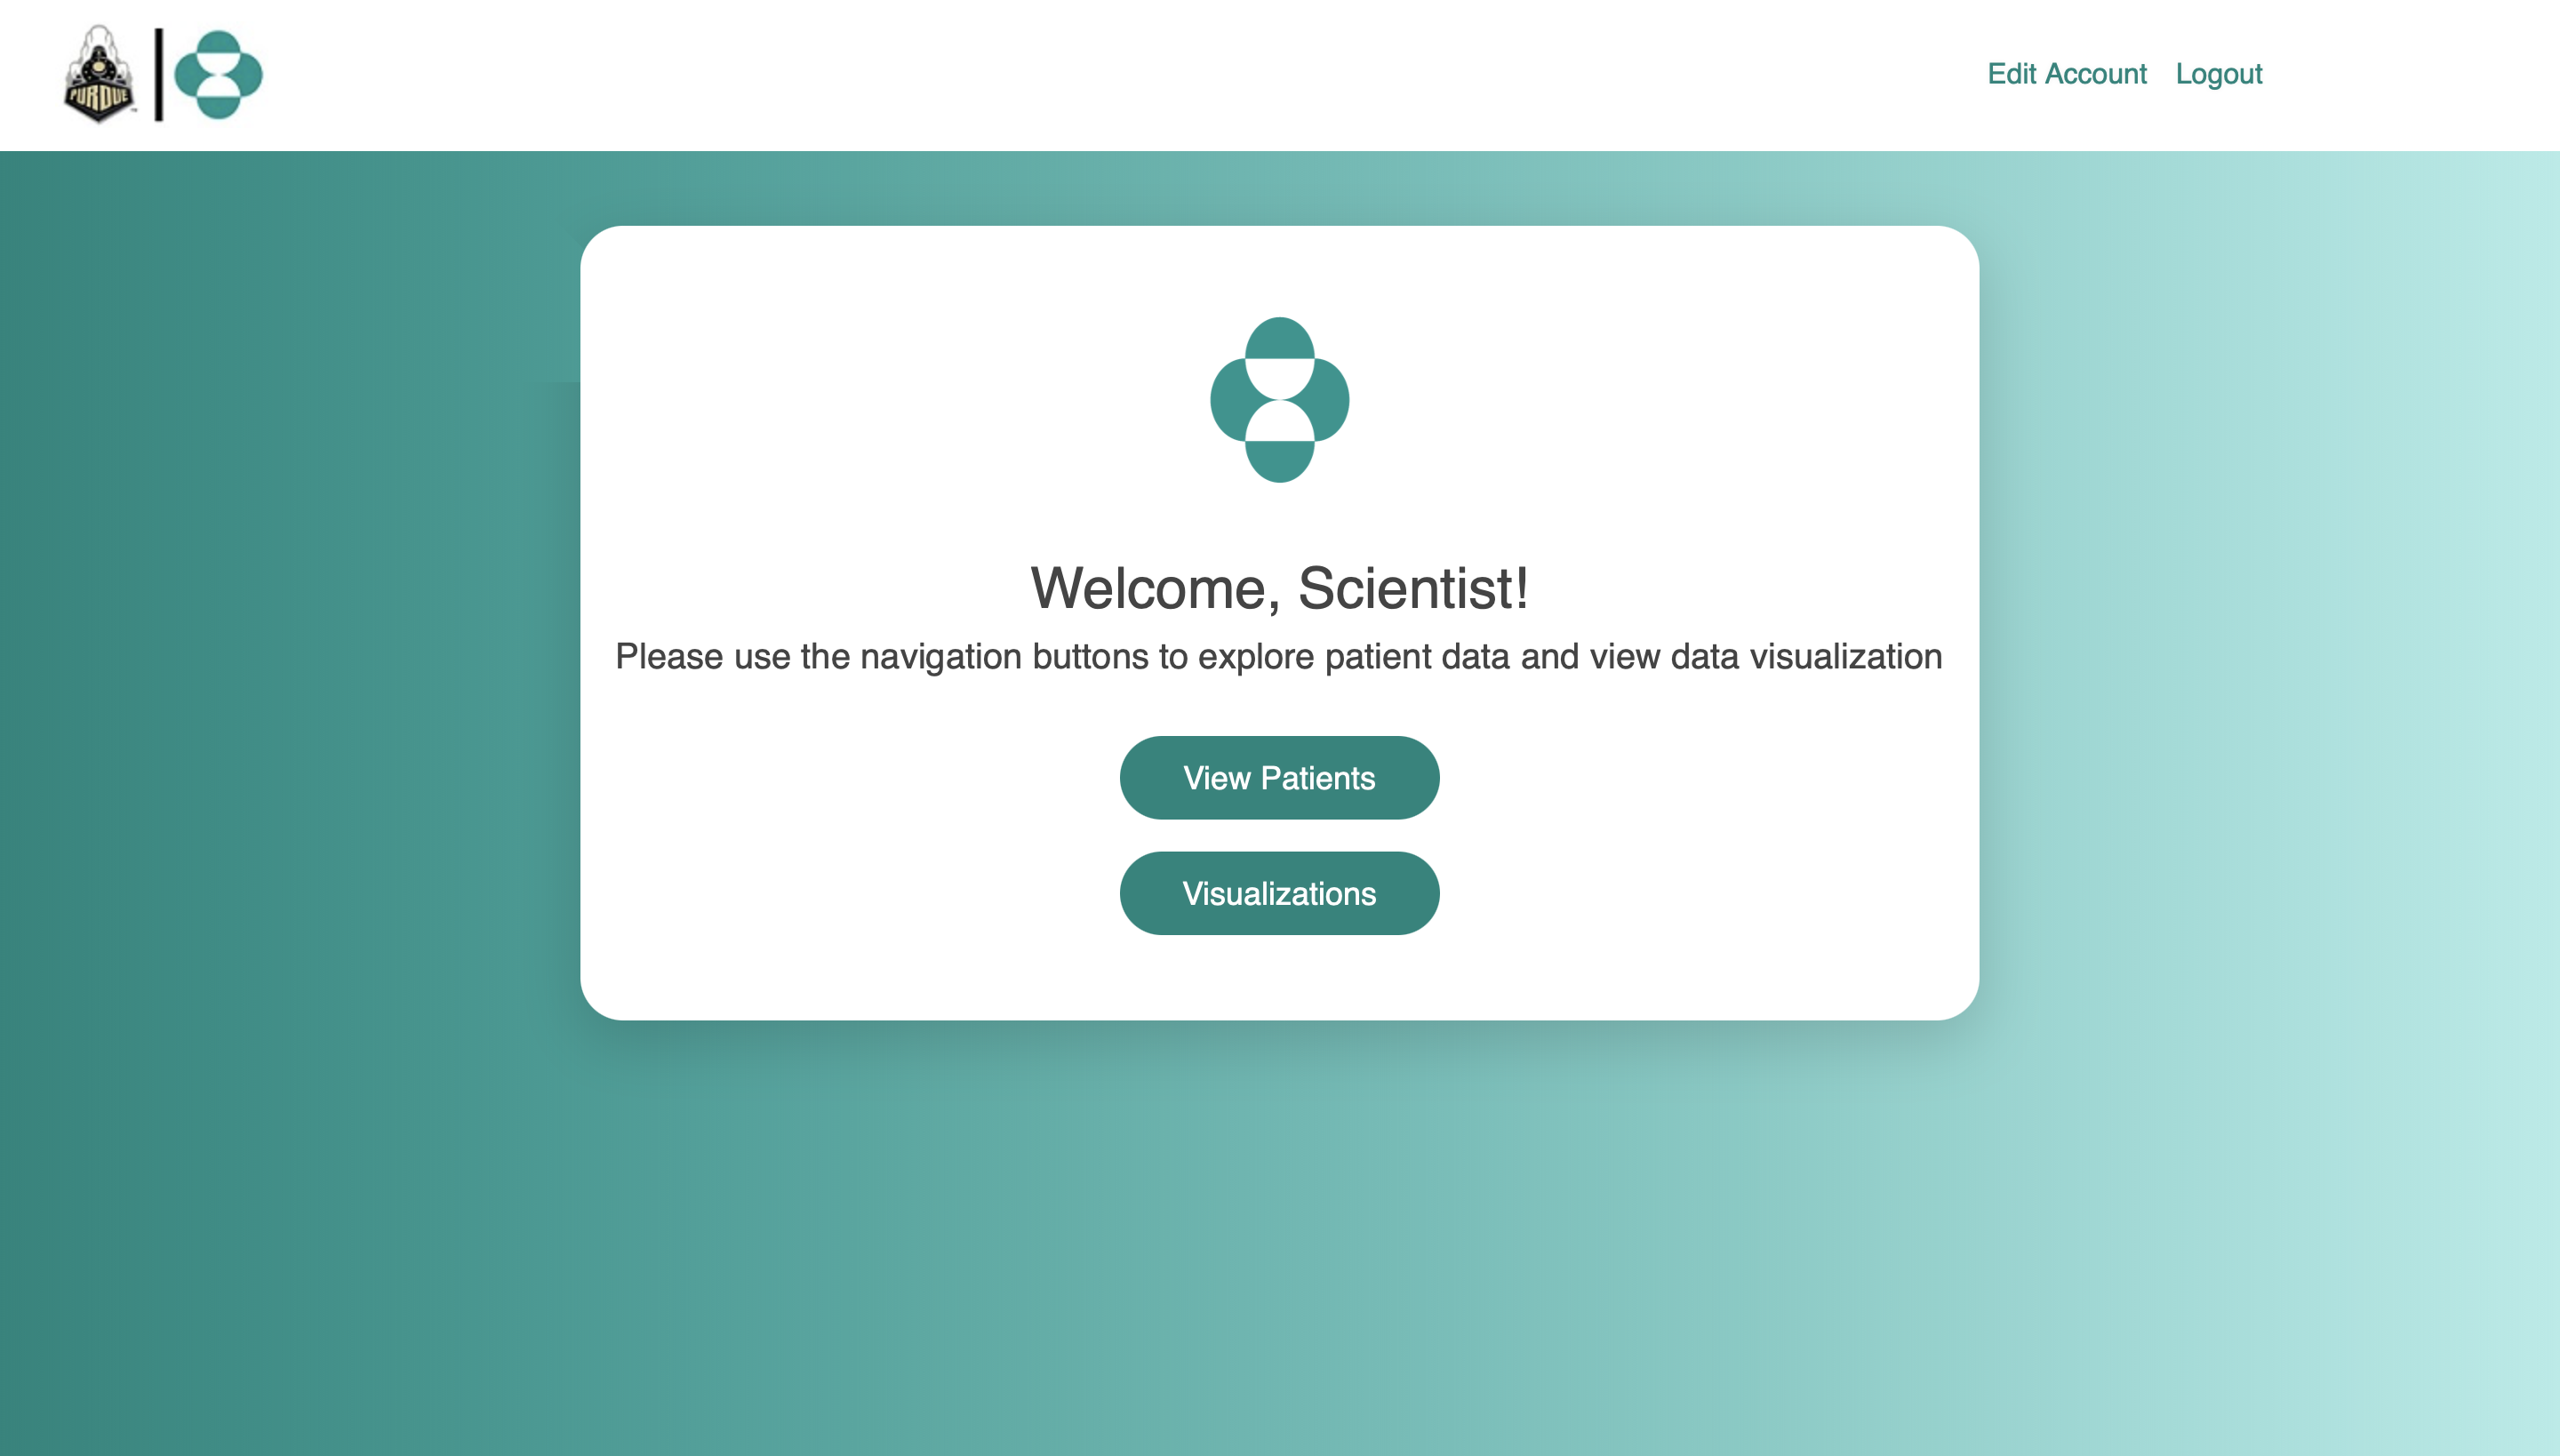 PURDUE
Edit Account Logout
Welcome, Scientist!
Please use the navigation buttons to explore patient data and view data visualization
View Patients
Visualizations